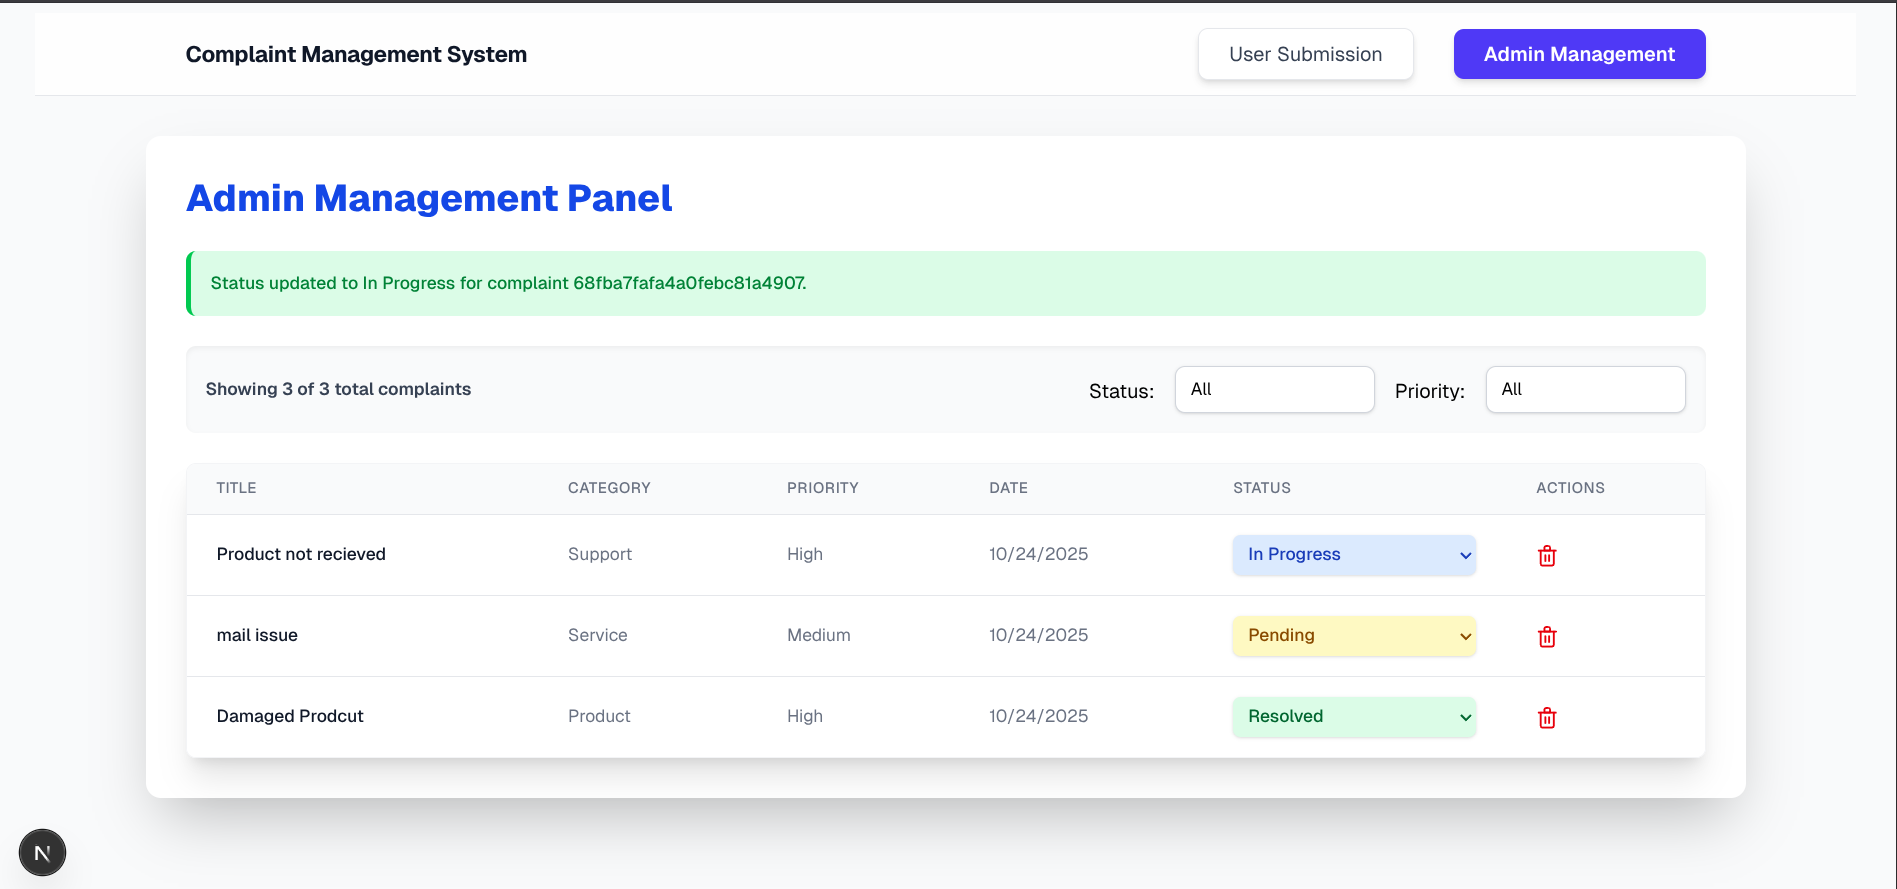 Complaint Management System
User Submission
Admin Management
Admin Management Panel
Status updated to In Progress for complaint 68fba7fafa4a0febc81a4907.
Showing 3 of 3 total complaints
Status: All Priority: All
TITLE CATEGORY PRIORITY DATE STATUS ACTIONS
Product not recieved Support High 10/24/2025 In Progress
mail issue Service Medium 10/24/2025 Pending
Damaged Prodcut Product High 10/24/2025 Resolved
N